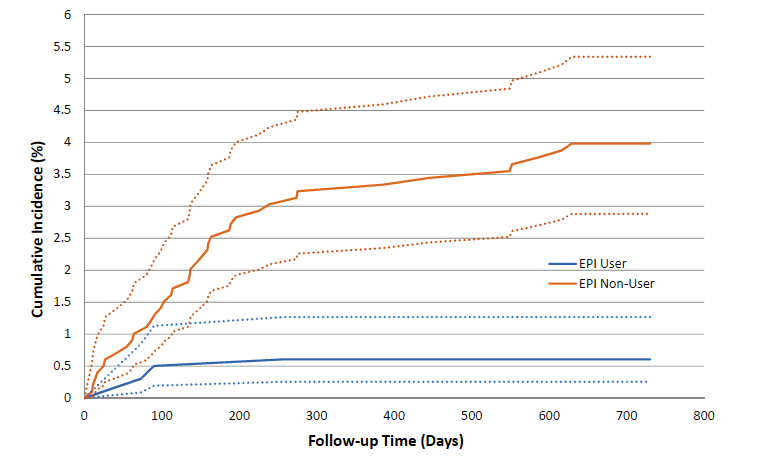 6
5.5
5
4.5
4
3.5
3
2.5
2
1.5
1
0.5
0
Cumulative Incidence (%)
EPI User
EPI Non-User
0 100 200 300 400 500 600 700 800
Follow-up Time (Days)